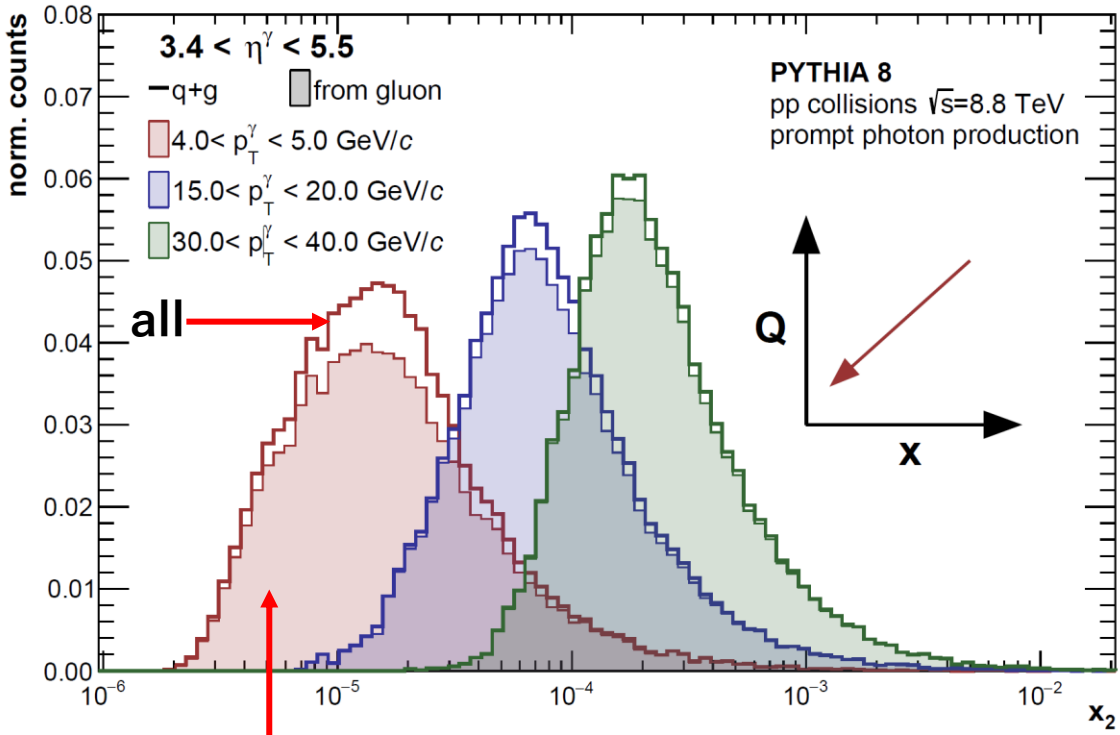 norm. counts
0.08
0.07
0.06
0.05
0.04
0.03
0.02
0.01
0.00
3.4 < η^γ < 5.5
q+g from gluon
4.0< p_T^γ < 5.0 GeV/c
15.0< p_T^γ < 20.0 GeV/c
30.0< p_T^γ < 40.0 GeV/c
PYTHIA 8
pp collisions √s=8.8 TeV
prompt photon production
all
Q
x
10⁻⁶ 10⁻⁵ 10⁻⁴ 10⁻³ 10⁻²
x₂